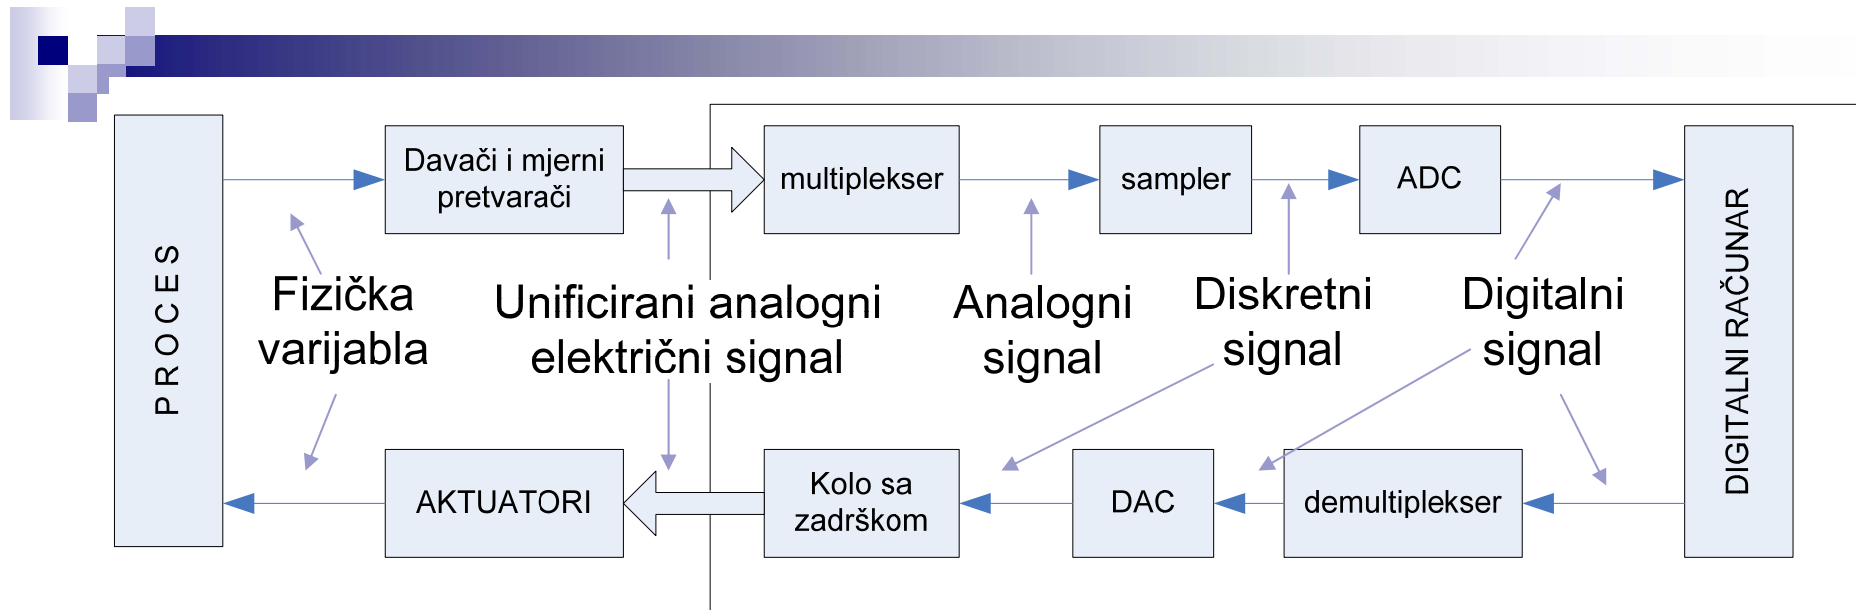 P R O C E S
Davači i mjerni
pretvarači
multiplekser
sampler
ADC
DIGITALNI RAČUNAR
Fizička
varijabla
Unificirani analogni
električni signal
Analogni
signal
Diskretni
signal
Digitalni
signal
AKTUATORI
Kolo sa
zadrškom
DAC
demultiplekser